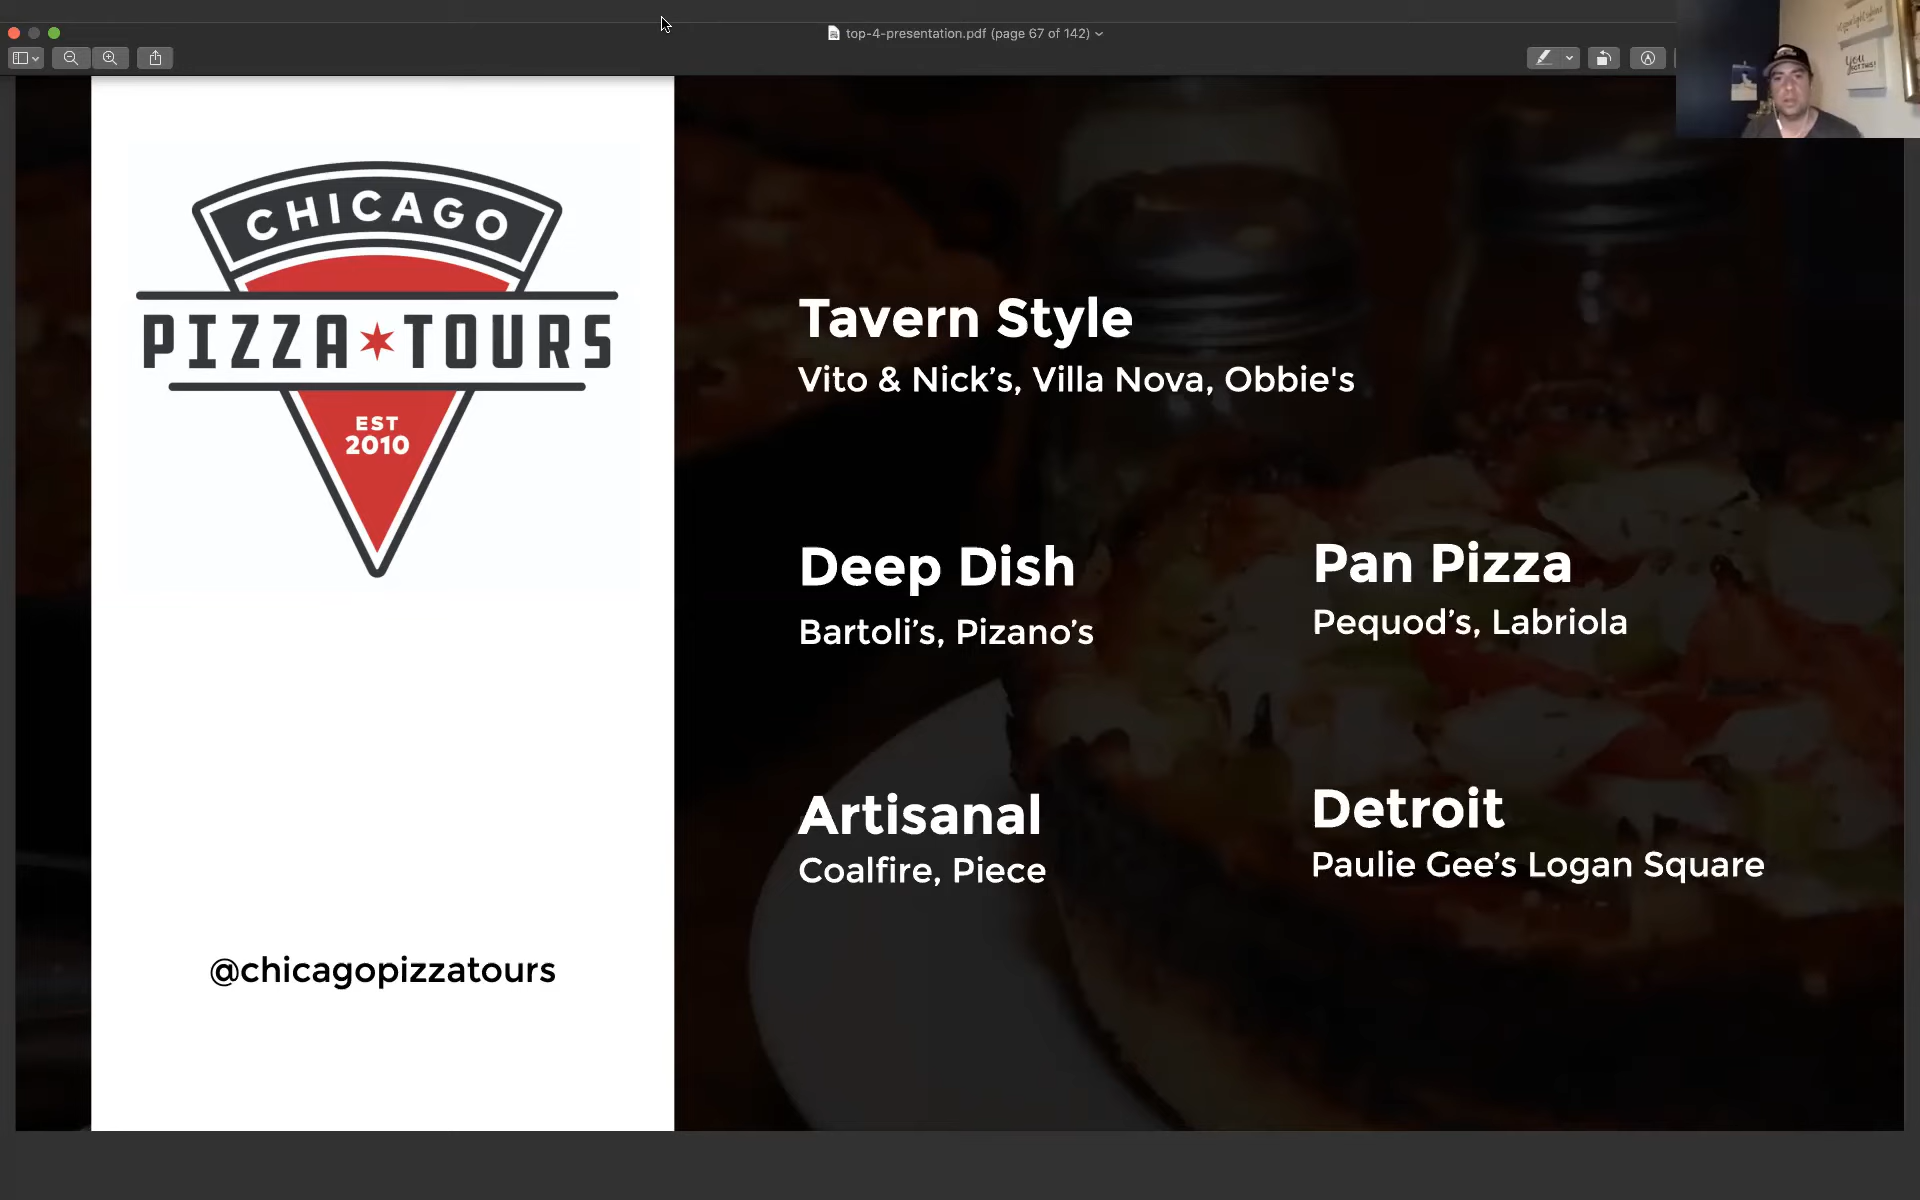 top-4-presentation.pdf (page 67 of 142)
CHICAGO
PIZZA TOURS
EST
2010
@chicagopizzatours
Tavern Style
Vito & Nick’s, Villa Nova, Obbie's
Deep Dish
Bartoli’s, Pizano’s
Pan Pizza
Pequod’s, Labriola
Artisanal
Coalfire, Piece
Detroit
Paulie Gee’s Logan Square
you